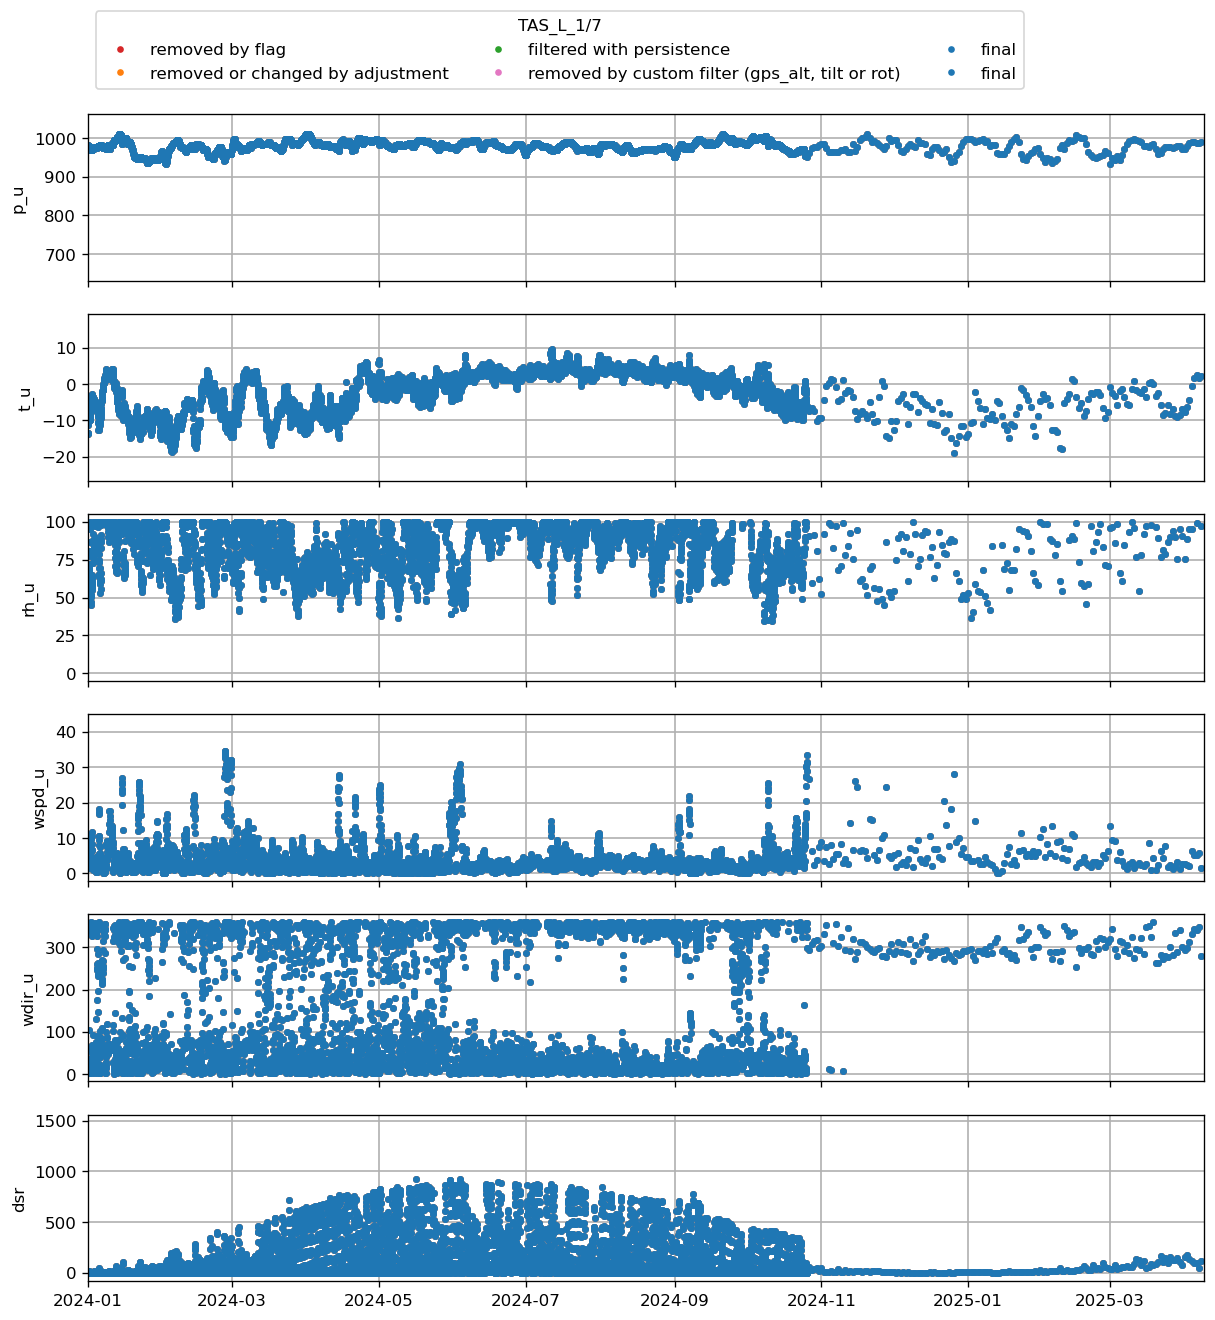 TAS_L_1/7
removed by flag
filtered with persistence
final
removed or changed by adjustment
removed by custom filter (gps_alt, tilt or rot)
final
1000
900
800
700
p_u
10
0
−10
−20
t_u
100
75
50
25
0
rh_u
40
30
20
10
0
wspd_u
300
200
100
0
wdir_u
1500
1000
500
0
dsr
2024-01
2024-03
2024-05
2024-07
2024-09
2024-11
2025-01
2025-03